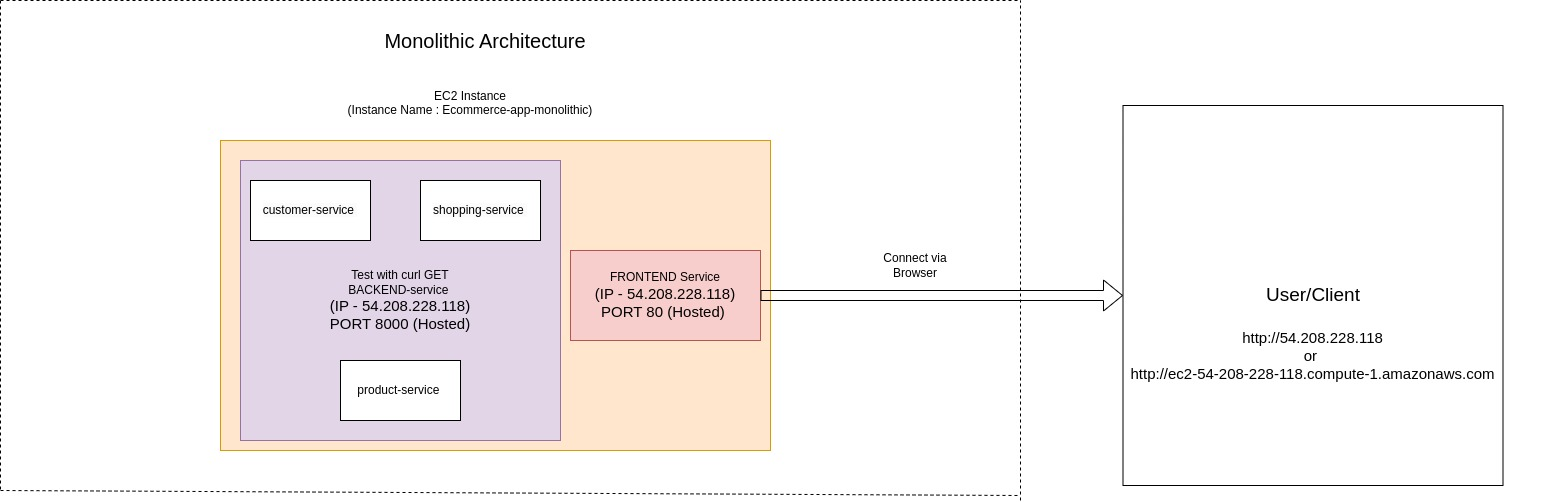 Monolithic Architecture
EC2 Instance
(Instance Name : Ecommerce-app-monolithic)
customer-service
shopping-service
Test with curl GET
BACKEND-service
(IP - 54.208.228.118)
PORT 8000 (Hosted)
product-service
FRONTEND Service
(IP - 54.208.228.118)
PORT 80 (Hosted)
Connect via
Browser
User/Client
http://54.208.228.118
or
http://ec2-54-208-228-118.compute-1.amazonaws.com